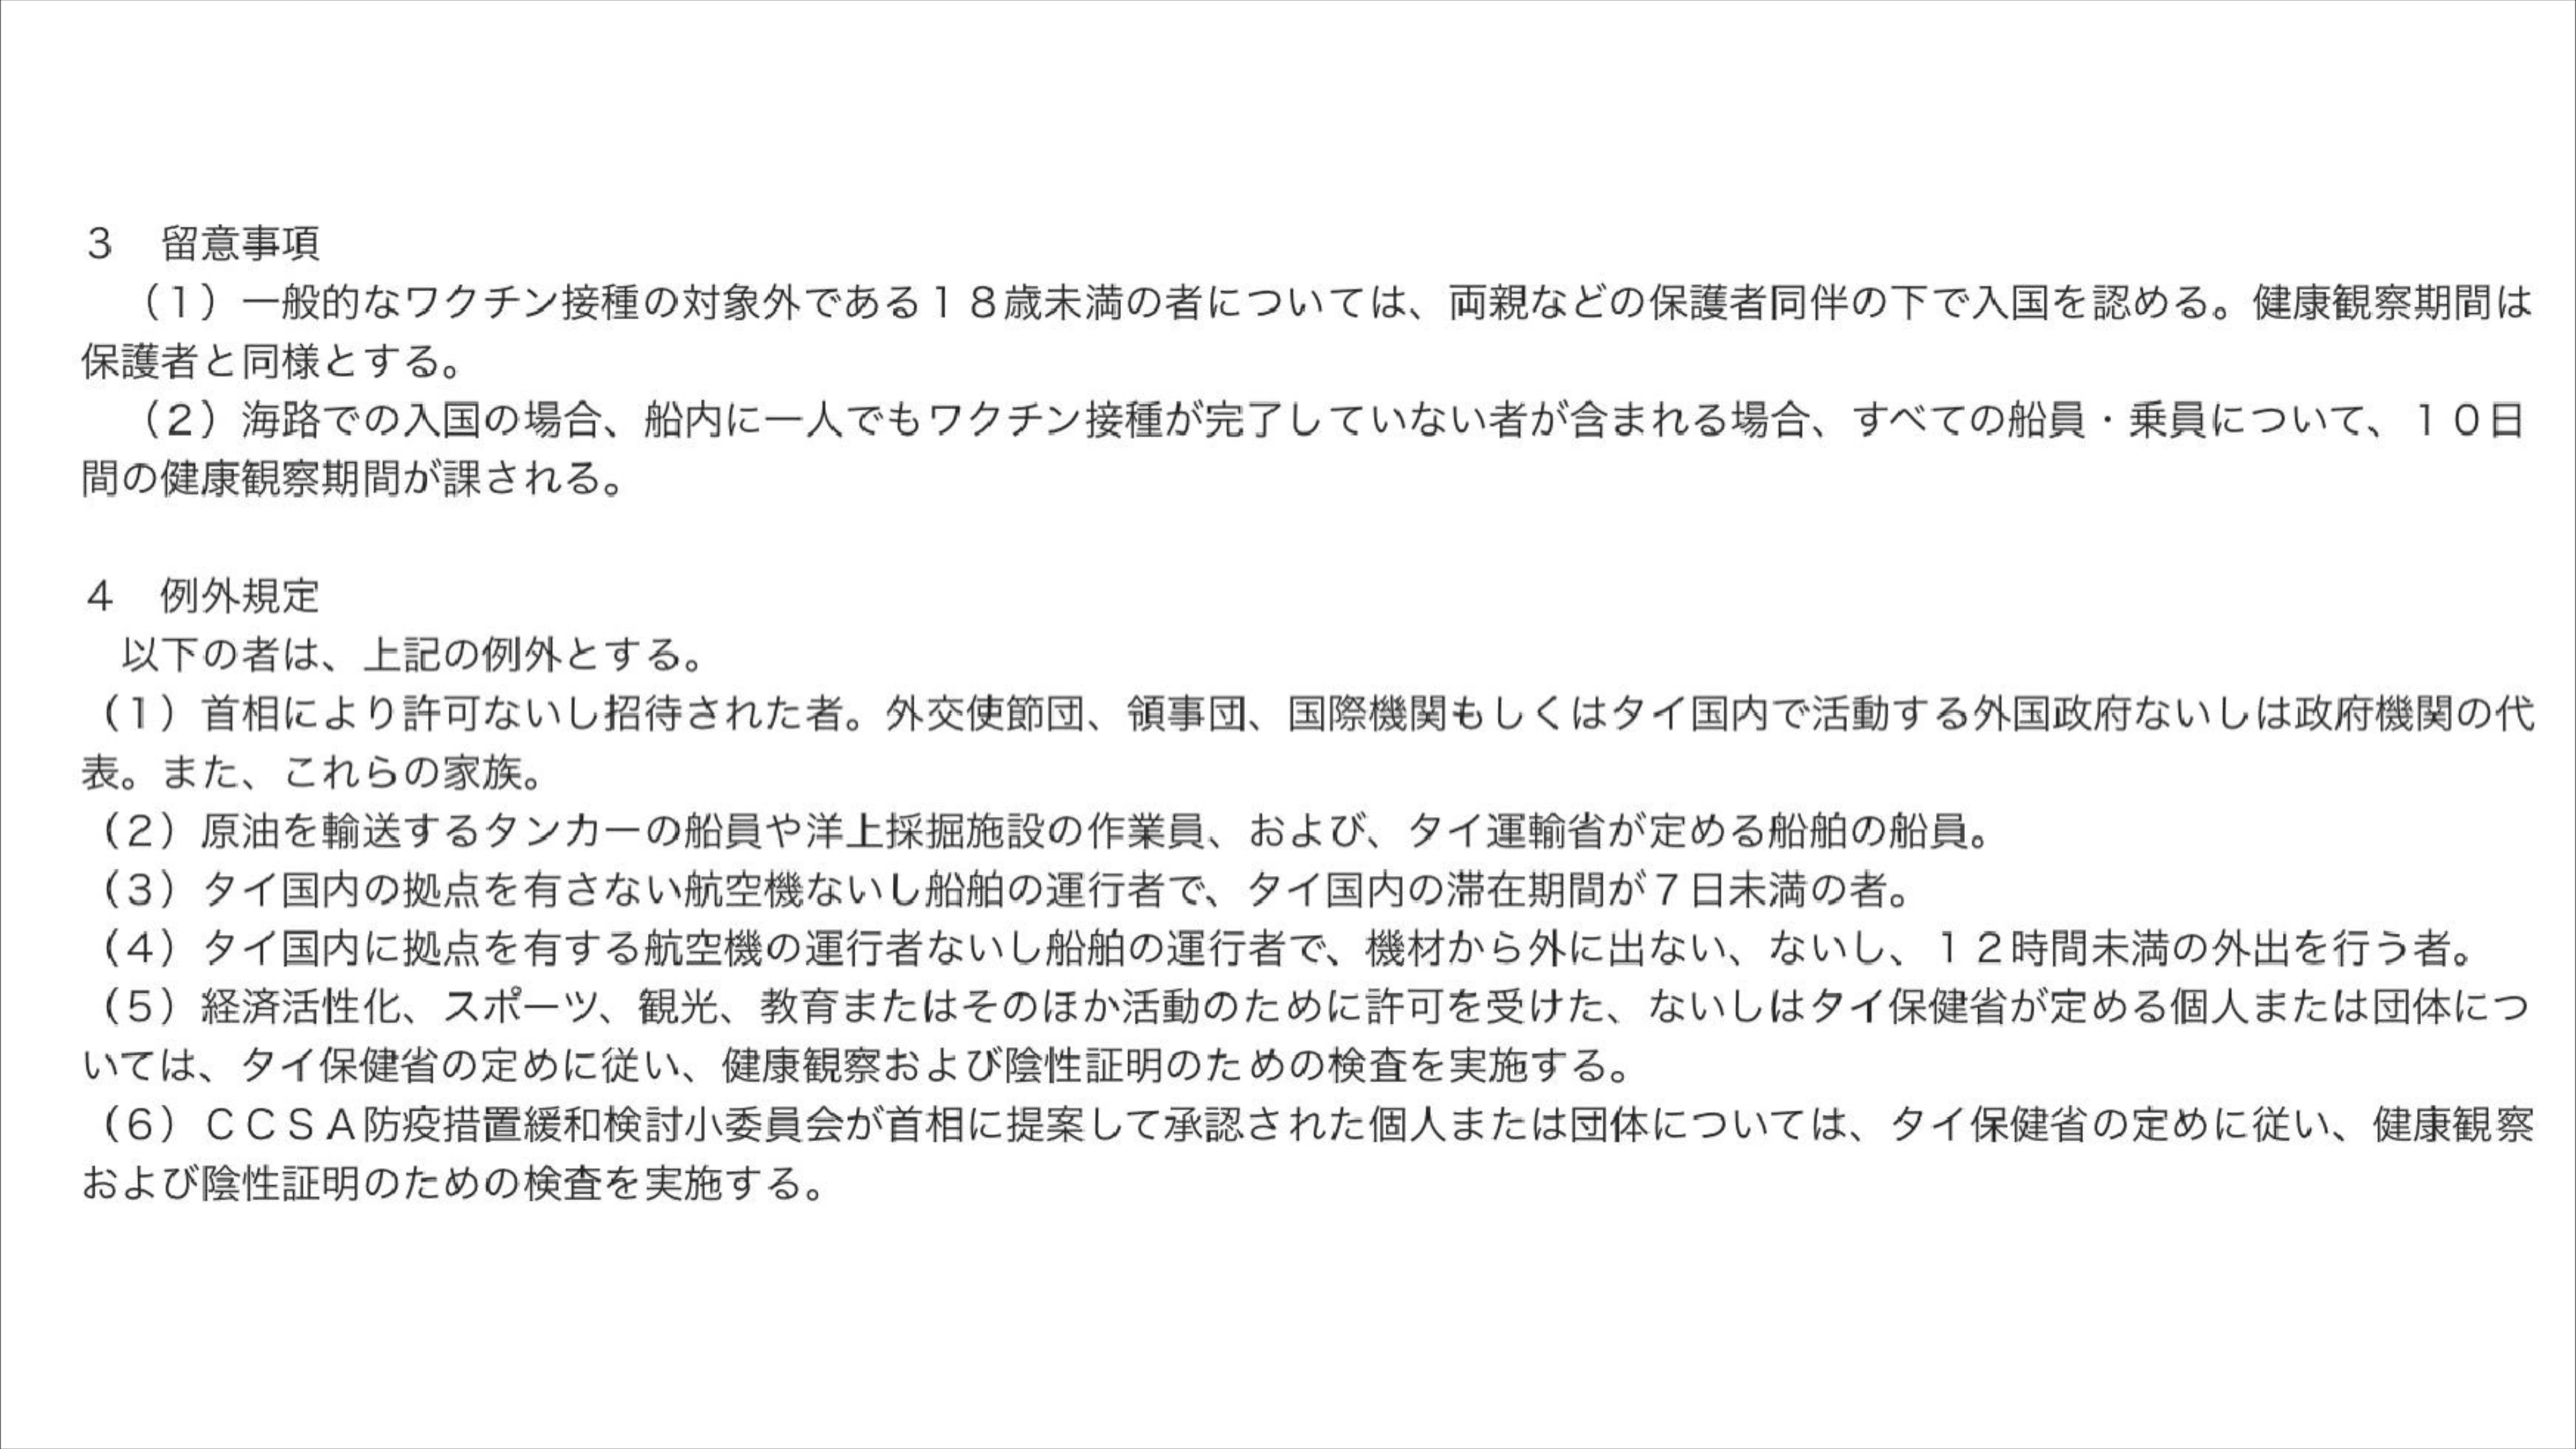 ３　留意事項
（１）一般的なワクチン接種の対象外である１８歳未満の者については、両親などの保護者同伴の下で入国を認める。健康観察期間は
保護者と同様とする。
（２）海路での入国の場合、船内に一人でもワクチン接種が完了していない者が含まれる場合、すべての船員・乗員について、１０日
間の健康観察期間が課される。
４　例外規定
以下の者は、上記の例外とする。
（１）首相により許可ないし招待された者。外交使節団、領事団、国際機関もしくはタイ国内で活動する外国政府ないしは政府機関の代
表。また、これらの家族。
（２）原油を輸送するタンカーの船員や洋上採掘施設の作業員、および、タイ運輸省が定める船舶の船員。
（３）タイ国内の拠点を有さない航空機ないし船舶の運行者で、タイ国内の滞在期間が７日未満の者。
（４）タイ国内に拠点を有する航空機の運行者ないし船舶の運行者で、機材から外に出ない、ないし、１２時間未満の外出を行う者。
（５）経済活性化、スポーツ、観光、教育またはそのほか活動のために許可を受けた、ないしはタイ保健省が定める個人または団体につ
いては、タイ保健省の定めに従い、健康観察および陰性証明のための検査を実施する。
（６）ＣＣＳＡ防疫措置緩和検討小委員会が首相に提案して承認された個人または団体については、タイ保健省の定めに従い、健康観察
および陰性証明のための検査を実施する。